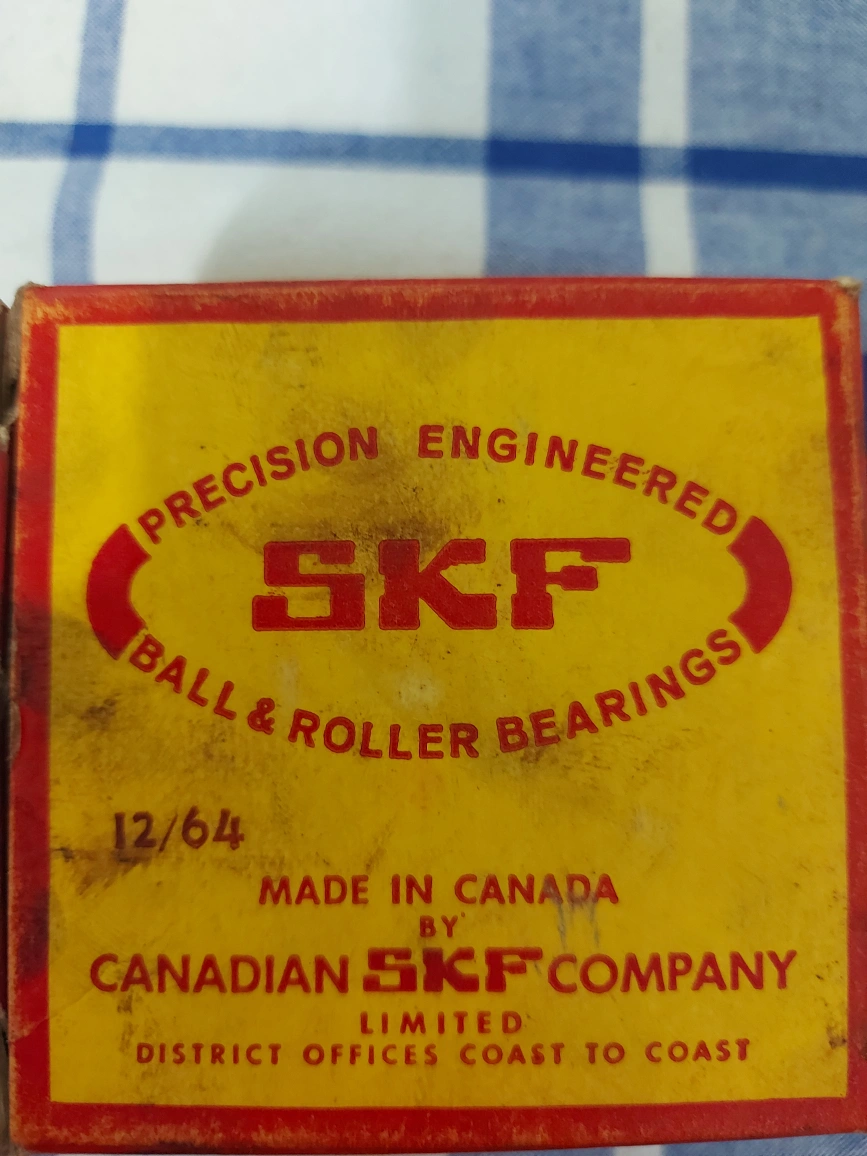 PRECISION ENGINEERED
SKF
BALL & ROLLER BEARINGS
12/64
MADE IN CANADA
BY
CANADIAN SKF COMPANY
LIMITED
DISTRICT OFFICES COAST TO COAST